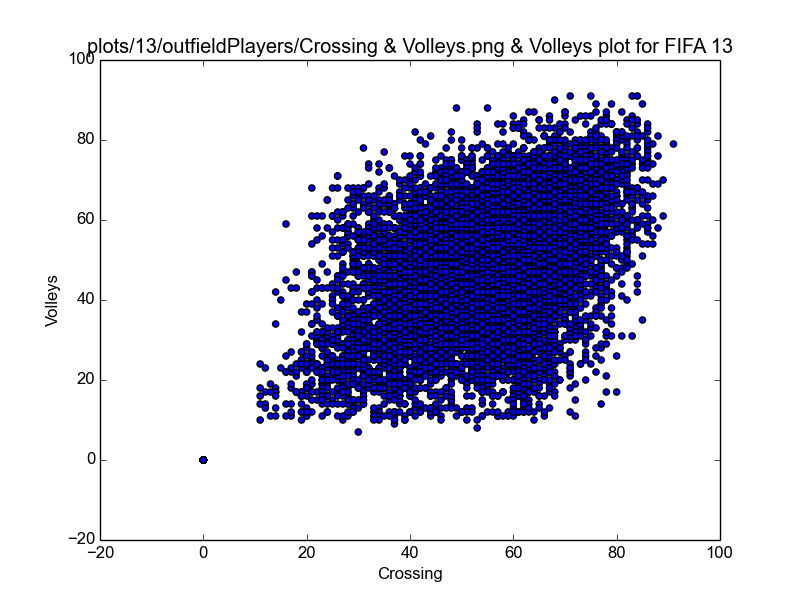 plots/13/outfieldPlayers/Crossing & Volleys.png & Volleys plot for FIFA 13
100
80
60
40
20
0
−20
Volleys
−20 0 20 40 60 80 100
Crossing